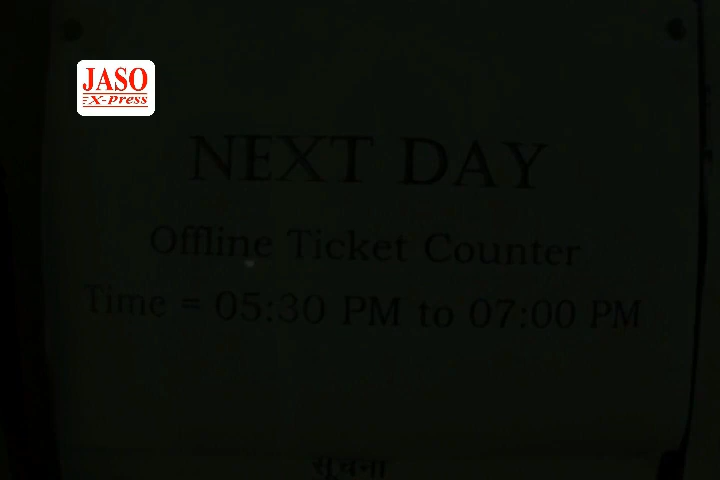 JASO
X-Press
NEXT DAY
Offline Ticket Counter
Time = 05:30 PM to 07:00 PM
सूचना